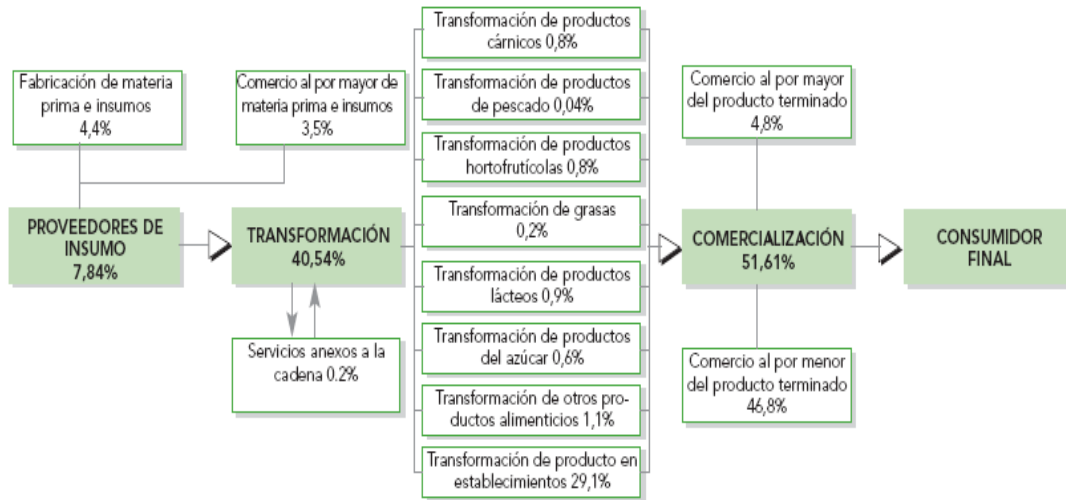 Fabricación de materia
prima e insumos
4,4%
Comercio al por mayor de
materia prima e insumos
3,5%
PROVEEDORES DE
INSUMO
7,84%
TRANSFORMACIÓN
40,54%
Servicios anexos a la
cadena 0.2%
Transformación de productos
cárnicos 0,8%
Transformación de productos
de pescado 0,04%
Transformación de productos
hortofrutícolas 0,8%
Transformación de grasas
0,2%
Transformación de productos
lácteos 0,9%
Transformación de productos
del azúcar 0,6%
Transformación de otros pro-
ductos alimenticios 1,1%
Transformación de producto en
establecimientos 29,1%
Comercio al por mayor
del producto terminado
4,8%
COMERCIALIZACIÓN
51,61%
Comercio al por menor
del producto terminado
46,8%
CONSUMIDOR
FINAL